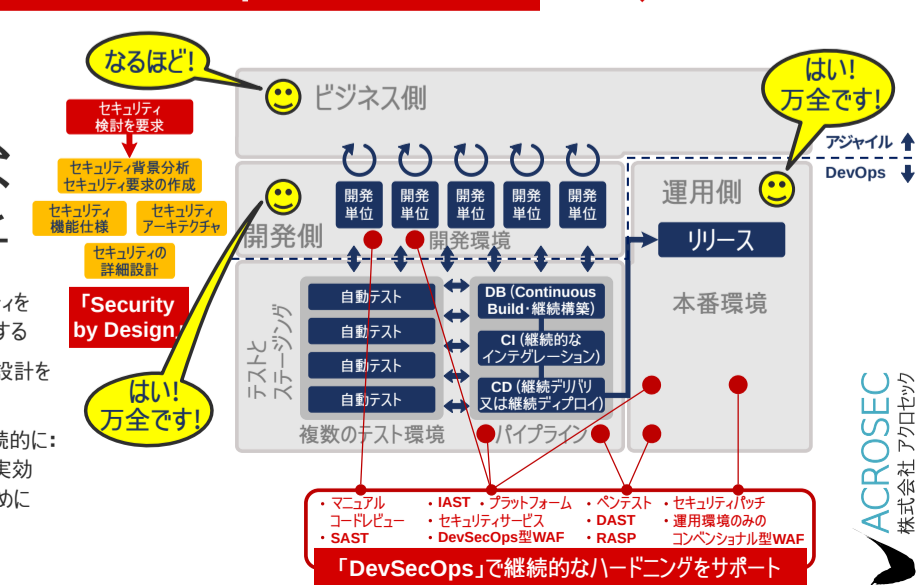 なるほど!
はい!
万全です!
ビジネス側
セキュリティ
検討を要求
アジャイル
DevOps
セキュリティ背景分析
セキュリティ要求の作成
セキュリティ
機能仕様
セキュリティ
アーキテクチャ
セキュリティの
詳細設計
開発
単位
開発
単位
開発
単位
開発
単位
開発
単位
運用側
開発側
開発環境
リリース
「Security
by Design」
ィを
する
設計を
続的に:
実効
めに
はい!
万全です!
テストと
ステージング
自動テスト
自動テスト
自動テスト
自動テスト
DB (Continuous
Build・継続構築)
CI (継続的な
インテグレーション)
CD (継続デリバリ
又は継続ディプロイ)
本番環境
複数のテスト環境
パイプライン
・マニュアル
コードレビュー
・SAST
・IAST ・プラットフォーム
・セキュリティサービス
・DevSecOps型WAF
・ペンテスト
・DAST
・RASP
・セキュリティパッチ
・運用環境のみの
コンベンショナル型WAF
「DevSecOps」で継続的なハードニングをサポート
ACROSEC
株式会社 アクロセック